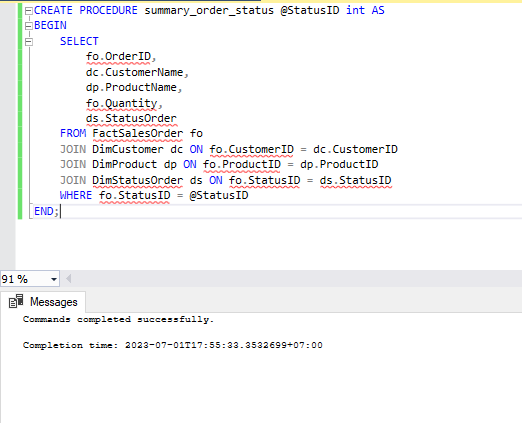 CREATE PROCEDURE summary_order_status @StatusID int AS
BEGIN
SELECT
fo.OrderID,
dc.CustomerName,
dp.ProductName,
fo.Quantity,
ds.StatusOrder
FROM FactSalesOrder fo
JOIN DimCustomer dc ON fo.CustomerID = dc.CustomerID
JOIN DimProduct dp ON fo.ProductID = dp.ProductID
JOIN DimStatusOrder ds ON fo.StatusID = ds.StatusID
WHERE fo.StatusID = @StatusID
END;
91 %
Messages
Commands completed successfully.
Completion time: 2023-07-01T17:55:33.3532699+07:00